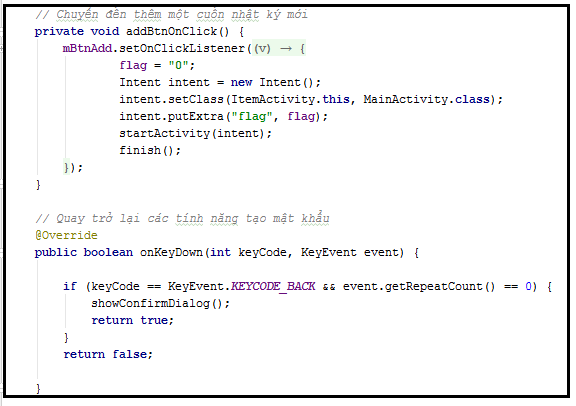 // Chuyển đến thêm một cuốn nhật ký mới
private void addBtnOnClick() {
mBtnAdd.setOnClickListener((v) → {
flag = "0";
Intent intent = new Intent();
intent.setClass(ItemActivity.this, MainActivity.class);
intent.putExtra("flag", flag);
startActivity(intent);
finish();
});
}
// Quay trở lại các tính năng tạo mật khẩu
@Override
public boolean onKeyDown(int keyCode, KeyEvent event) {
if (keyCode == KeyEvent.KEYCODE_BACK && event.getRepeatCount() == 0) {
showConfirmDialog();
return true;
}
return false;
}